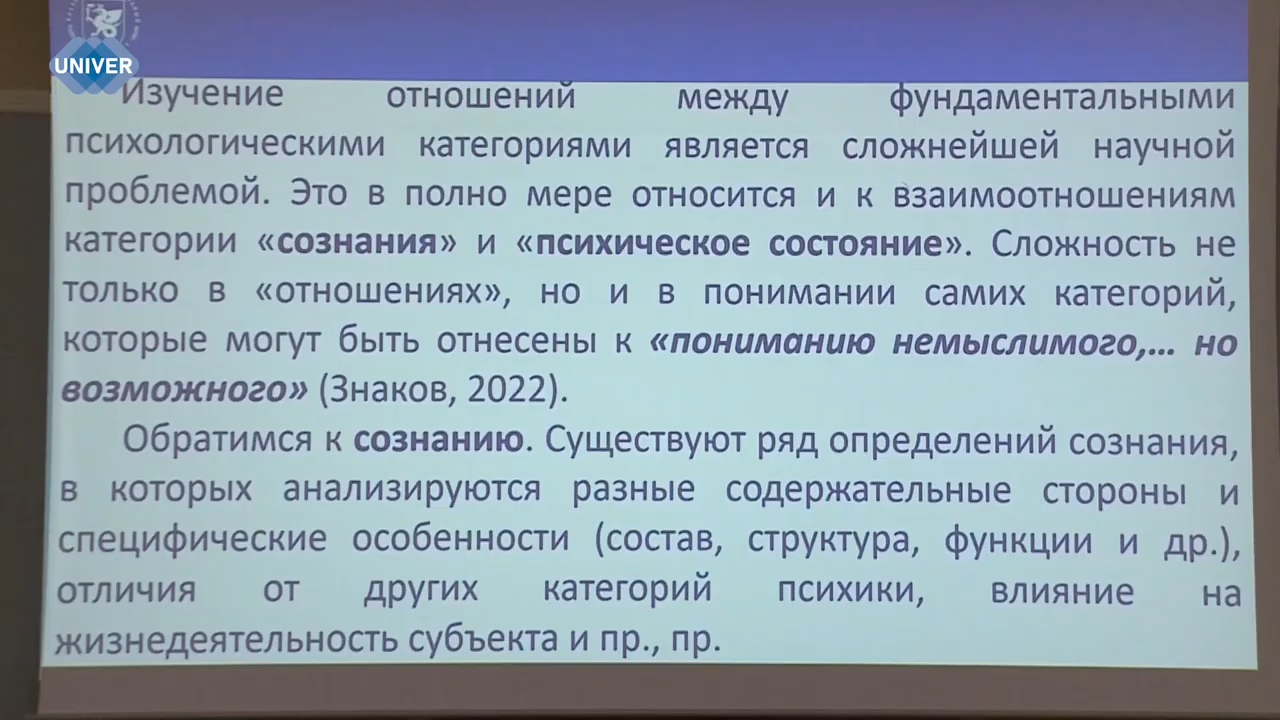 UNIVER
Изучение отношений между фундаментальными
психологическими категориями является сложнейшей научной
проблемой. Это в полно мере относится и к взаимоотношениям
категории «сознания» и «психическое состояние». Сложность не
только в «отношениях», но и в понимании самих категорий,
которые могут быть отнесены к «пониманию немыслимого,... но
возможного» (Знаков, 2022).
Обратимся к сознанию. Существуют ряд определений сознания,
в которых анализируются разные содержательные стороны и
специфические особенности (состав, структура, функции и др.),
отличия от других категорий психики, влияние на
жизнедеятельность субъекта и пр., пр.